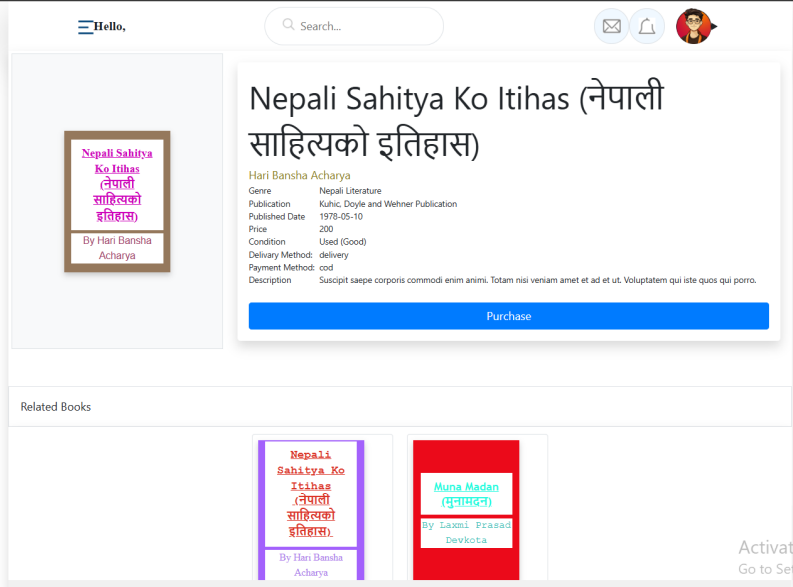 Hello,
Search...
Nepali Sahitya
Ko Itihas
(नेपाली
साहित्यको
इतिहास)
By Hari Bansha
Acharya
Nepali Sahitya Ko Itihas (नेपाली
साहित्यको इतिहास)
Hari Bansha Acharya
Genre Nepali Literature
Publication Kuhic, Doyle and Wehner Publication
Published Date 1978-05-10
Price 200
Condition Used (Good)
Delivary Method: delivery
Payment Method: cod
Description Suscipit saepe corporis commodi enim animi. Totam nisi veniam amet et ad et ut. Voluptatem qui iste quos qui porro.
Purchase
Related Books
Nepali
Sahitya Ko
Itihas
(नेपाली
साहित्यको
इतिहास)
By Hari Bansha
Acharya
Muna Madan
(मुनामदन)
By Laxmi Prasad
Devkota
Activat
Go to Set